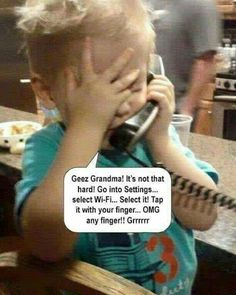 Geez Grandma! It's not that
hard! Go into Settings...
select Wi-Fi... Select it! Tap
it with your finger... OMG
any finger!! Grrrrrr
3